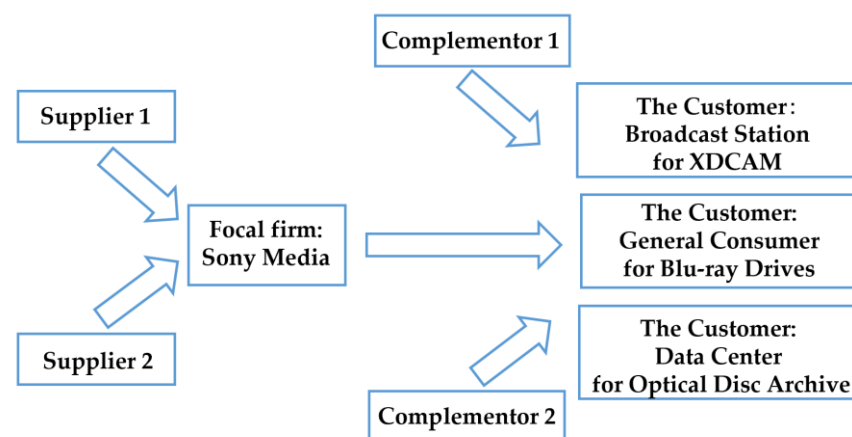 Complementor 1
Supplier 1
The Customer:
Broadcast Station
for XDCAM
Focal firm:
Sony Media
The Customer:
General Consumer
for Blu-ray Drives
Supplier 2
The Customer:
Data Center
for Optical Disc Archive
Complementor 2